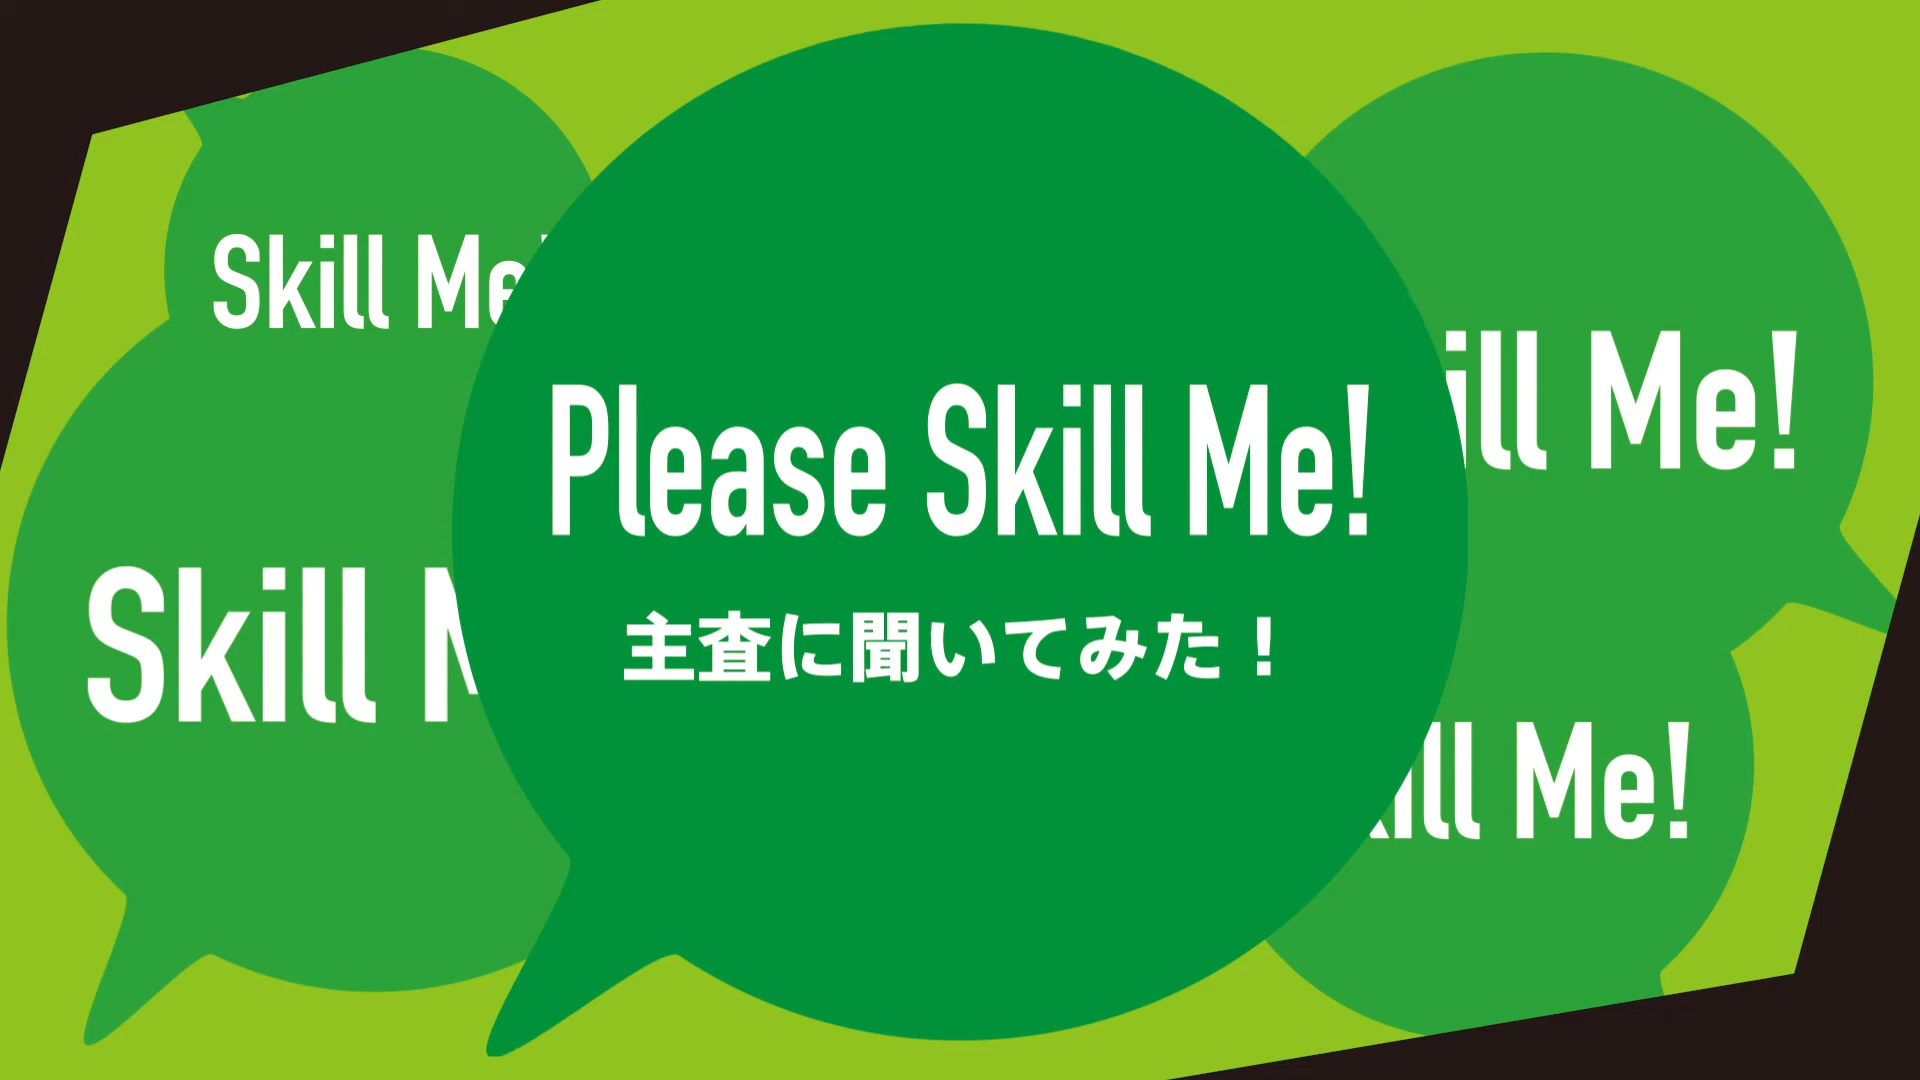 Skill Me
Please Skill Me!
主査に聞いてみた！
ill Me!
Skill M
ill Me!